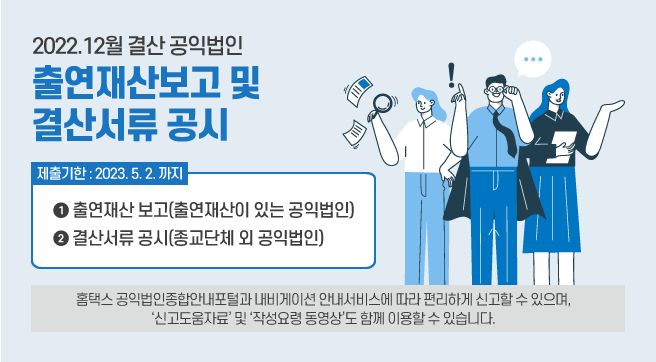 2022.12월 결산 공익법인
출연재산보고 및
결산서류 공시
제출기한 : 2023. 5. 2. 까지
❶ 출연재산 보고(출연재산이 있는 공익법인)
❷ 결산서류 공시(종교단체 외 공익법인)
홈택스 공익법인종합안내포털과 내비게이션 안내서비스에 따라 편리하게 신고할 수 있으며,
‘신고도움자료’ 및 ‘작성요령 동영상’도 함께 이용할 수 있습니다.